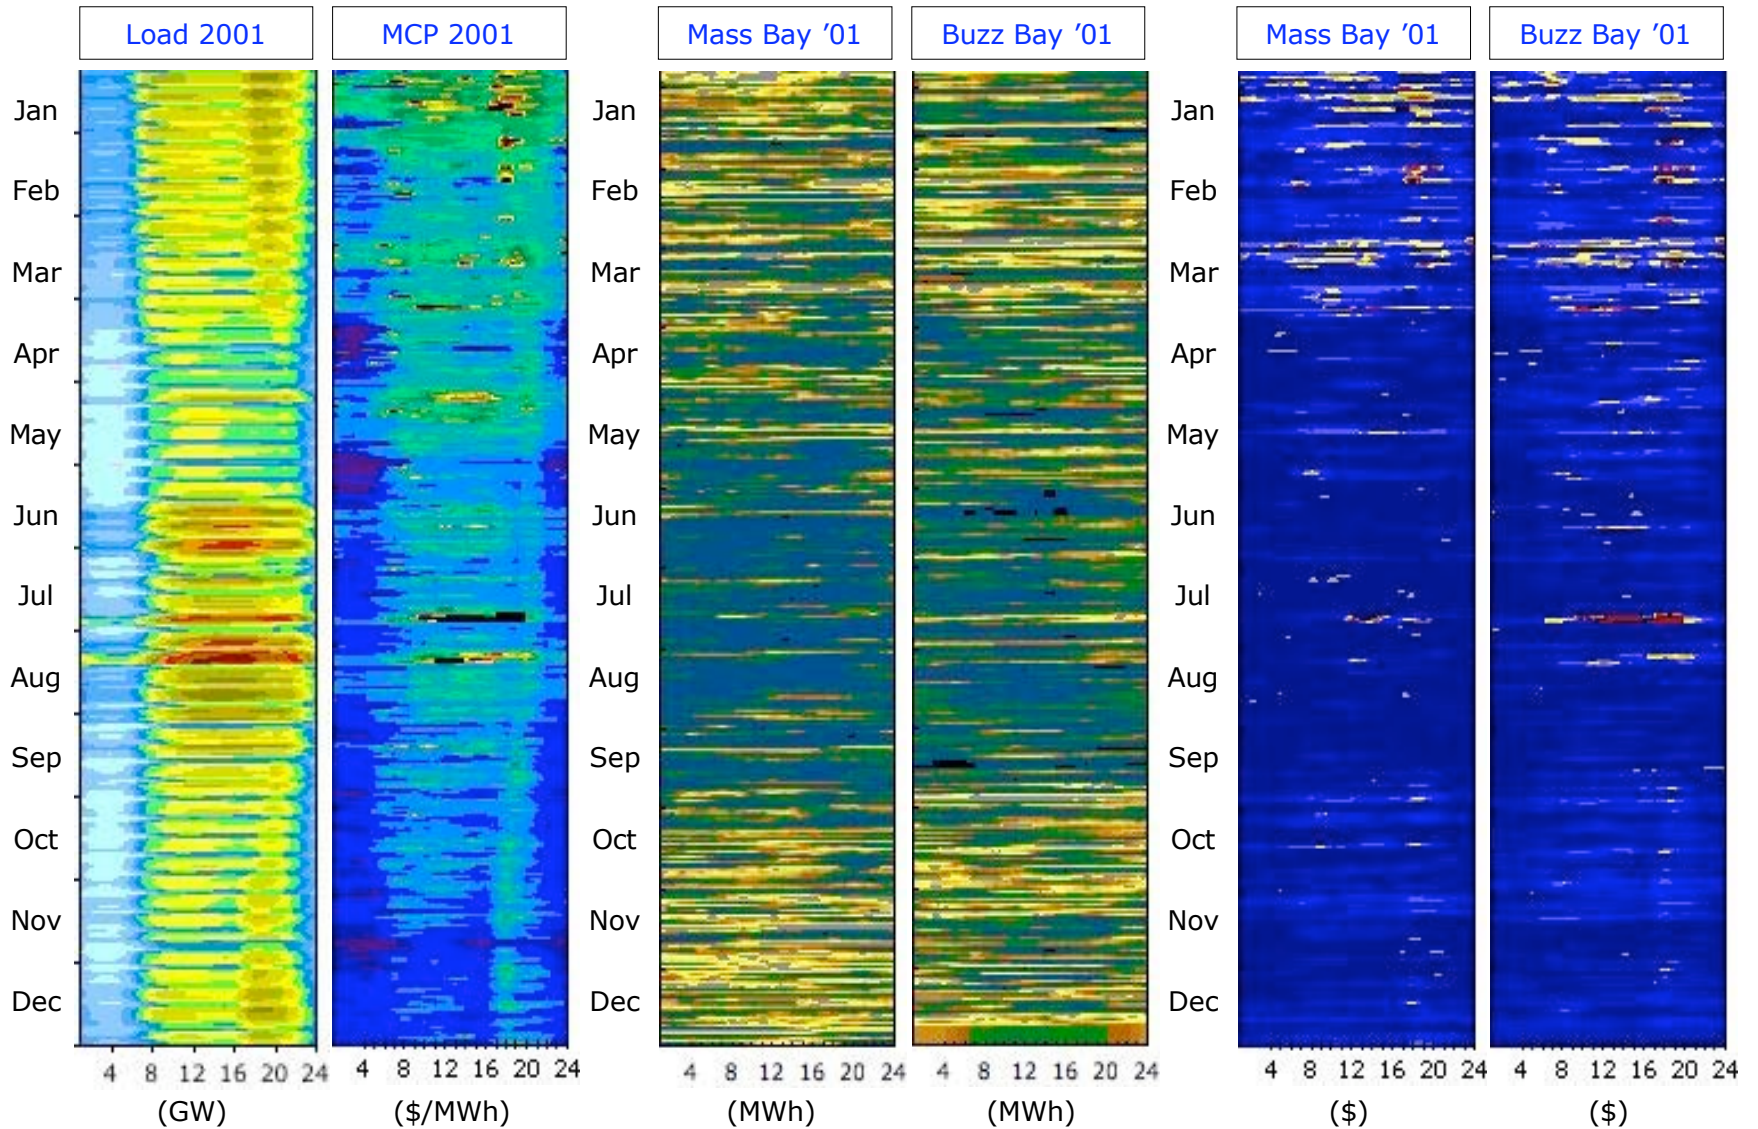 Load 2001 MCP 2001 Mass Bay ’01 Buzz Bay ’01 Mass Bay ’01 Buzz Bay ’01
Jan Jan Jan
Feb Feb Feb
Mar Mar Mar
Apr Apr Apr
May May May
Jun Jun Jun
Jul Jul Jul
Aug Aug Aug
Sep Sep Sep
Oct Oct Oct
Nov Nov Nov
Dec Dec Dec
4 8 12 16 20 24 4 8 12 16 20 24 4 8 12 16 20 24 4 8 12 16 20 24 4 8 12 16 20 24 4 8 12 16 20 24
(GW) ($/MWh) (MWh) (MWh) ($) ($)